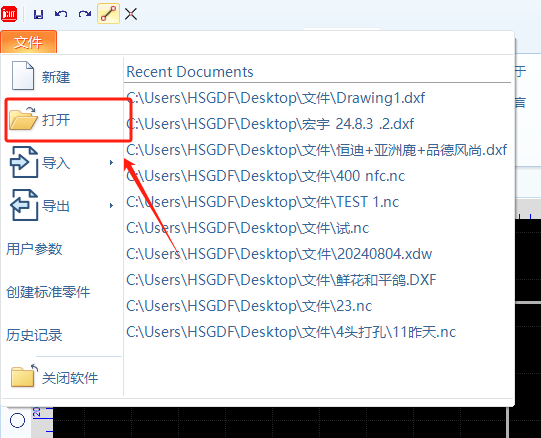 文件
新建
打开
导入
导出
用户参数
创建标准零件
历史记录
关闭软件
Recent Documents
C:\Users\HSGDF\Desktop\文件\Drawing1.dxf
C:\Users\HSGDF\Desktop\宏宇 24.8.3 .2.dxf
C:\Users\HSGDF\Desktop\文件\恒迪+亚洲鹿+品德风尚.dxf
C:\Users\HSGDF\Desktop\文件\400 nfc.nc
C:\Users\HSGDF\Desktop\文件\TEST 1.nc
C:\Users\HSGDF\Desktop\文件\试.nc
C:\Users\HSGDF\Desktop\文件\20240804.xdw
C:\Users\HSGDF\Desktop\文件\鲜花和平鸽.DXF
C:\Users\HSGDF\Desktop\文件\23.nc
C:\Users\HSGDF\Desktop\文件\4头打孔\11昨天.nc
于
言